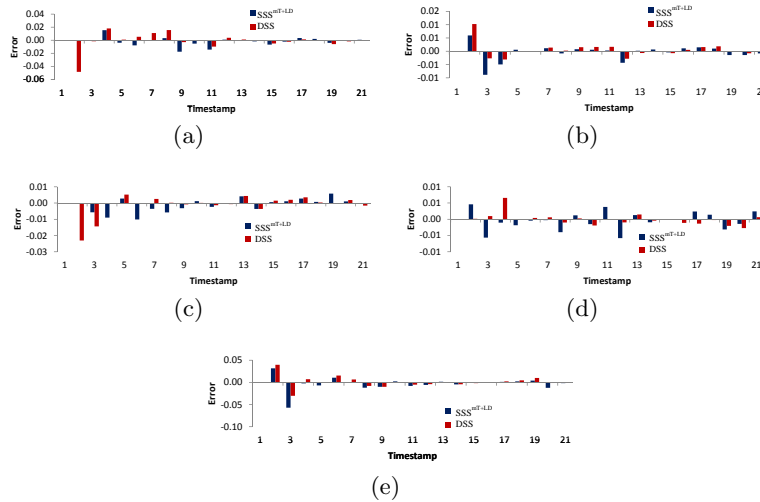 0.04
0.02
0.00
-0.02
-0.04
-0.06
Error
SSS^mT+LD
DSS
1 3 5 7 9 11 13 15 17 19 21
Timestamp
(a)
0.01
0.01
0.00
-0.01
-0.01
Error
SSS^mT+LD
DSS
1 3 5 7 9 11 13 15 17 19 21
Timestamp
(b)
0.01
0.00
-0.01
-0.02
-0.03
Error
SSS^mT+LD
DSS
1 3 5 7 9 11 13 15 17 19 21
Timestamp
(c)
0.01
0.01
0.00
-0.01
-0.01
Error
SSS^mT+LD
DSS
1 3 5 7 9 11 13 15 17 19 21
Timestamp
(d)
0.05
0.00
-0.05
-0.10
Error
SSS^mT+LD
DSS
1 3 5 7 9 11 13 15 17 19 21
Timestamp
(e)